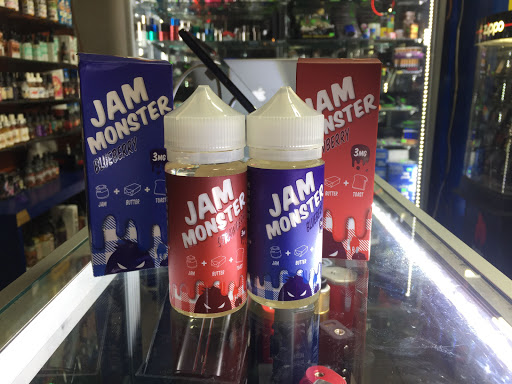 JAM
MONSTER
BLUEBERRY
3MG
JAM + BUTTER + TOAST
JAM
MONSTER
3MG
JAM + BUTTER + TOAST
JAM
MONSTER
JAM + BUTTER
JAM
MONSTER
JAM + BUTTER
zippo